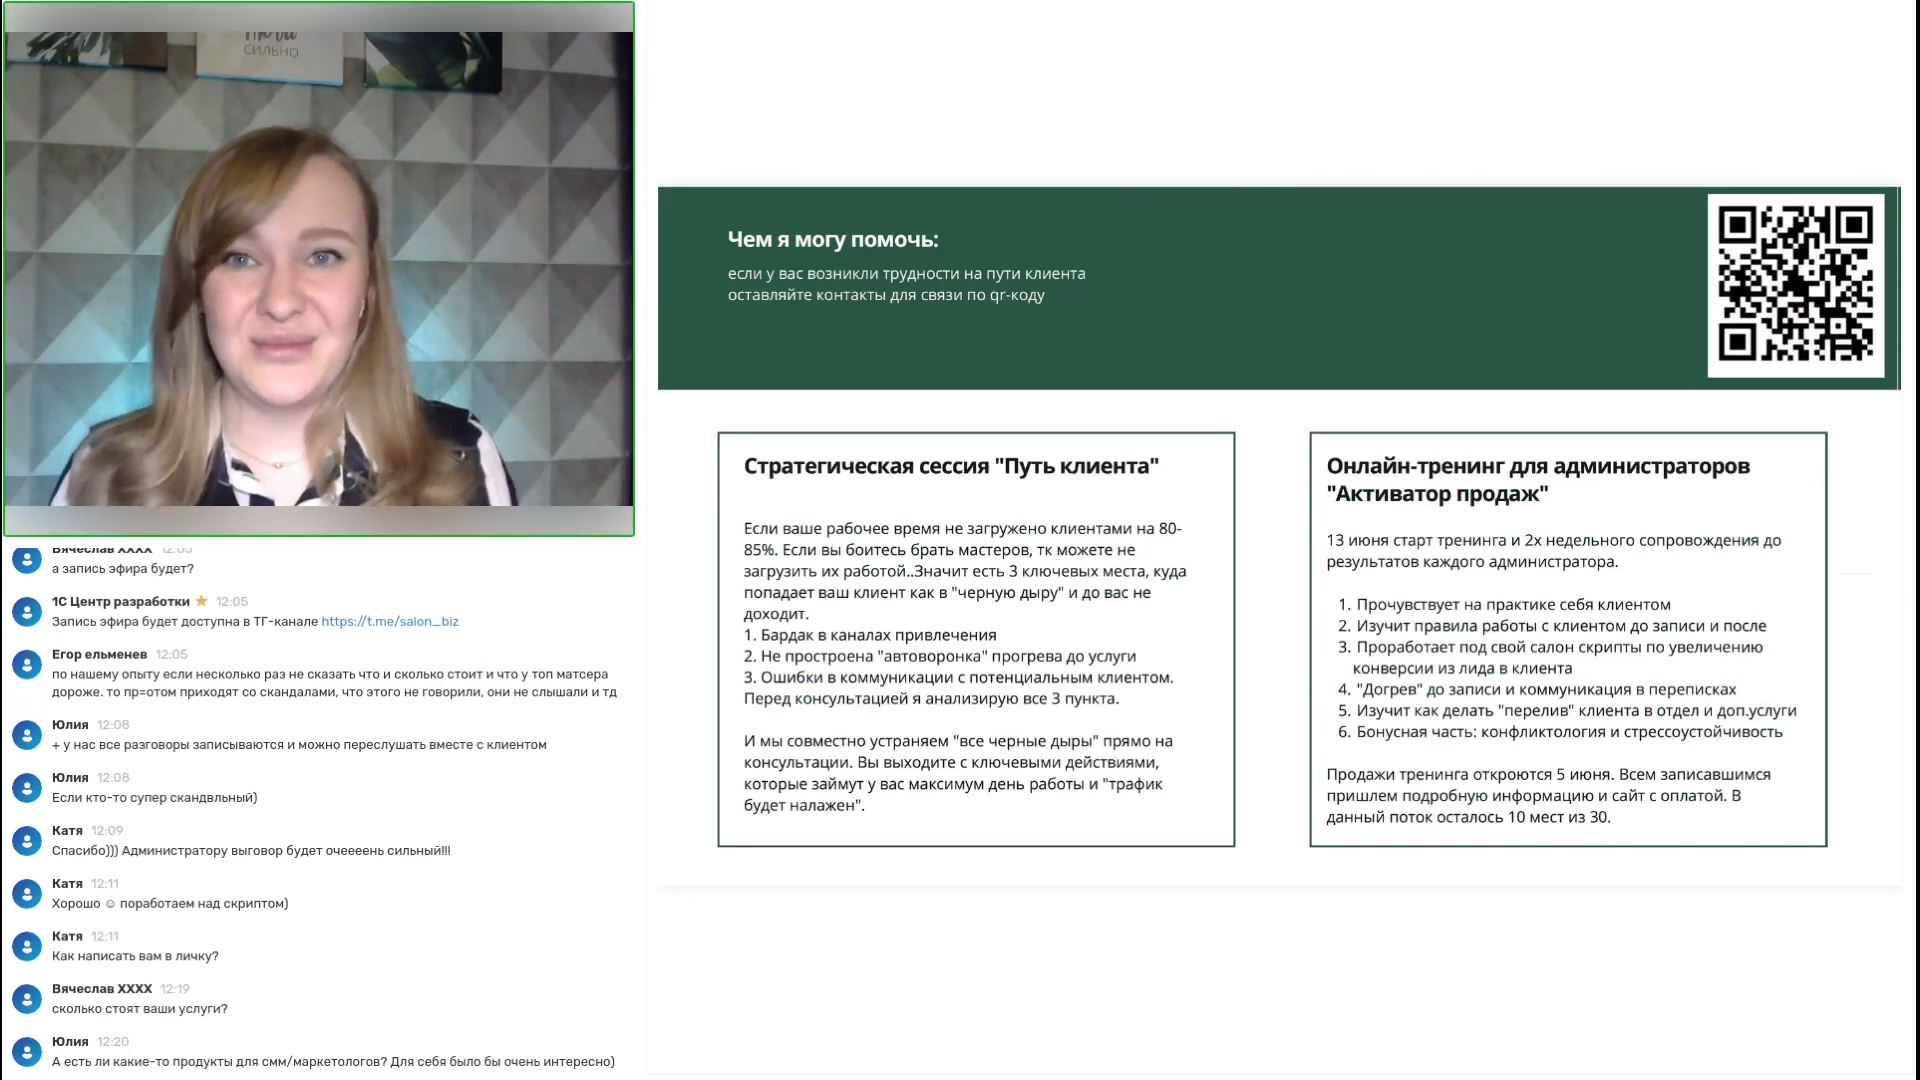 СИЛЬНО
Вячеслав XXXX 12:05
а запись эфира будет?
1С Центр разработки 12:05
Запись эфира будет доступна в ТГ-канале https://t.me/salon_biz
Егор ельменев 12:05
по нашему опыту если несколько раз не сказать что и сколько стоит и что у топ матсера
дороже. то пр=отом приходят со скандалами, что этого не говорили, они не слышали и тд
Юлия 12:08
+ у нас все разговоры записываются и можно переслушать вместе с клиентом
Юлия 12:08
Если кто-то супер скандвльный)
Катя 12:09
Спасибо))) Администратору выговор будет очеееень сильный!!!
Катя 12:11
Хорошо ☺ поработаем над скриптом)
Катя 12:11
Как написать вам в личку?
Вячеслав XXXX 12:19
сколько стоят ваши услуги?
Юлия 12:20
А есть ли какие-то продукты для смм/маркетологов? Для себя было бы очень интересно)
Чем я могу помочь:
если у вас возникли трудности на пути клиента
оставляйте контакты для связи по qr-коду
Стратегическая сессия "Путь клиента"
Если ваше рабочее время не загружено клиентами на 80-
85%. Если вы боитесь брать мастеров, тк можете не
загрузить их работой..Значит есть 3 ключевых места, куда
попадает ваш клиент как в "черную дыру" и до вас не
доходит.
1. Бардак в каналах привлечения
2. Не простроена "автоворонка" прогрева до услуги
3. Ошибки в коммуникации с потенциальным клиентом.
Перед консультацией я анализирую все 3 пункта.
И мы совместно устраняем "все черные дыры" прямо на
консультации. Вы выходите с ключевыми действиями,
которые займут у вас максимум день работы и "трафик
будет налажен".
Онлайн-тренинг для администраторов
"Активатор продаж"
13 июня старт тренинга и 2х недельного сопровождения до
результатов каждого администратора.
1. Прочувствует на практике себя клиентом
2. Изучит правила работы с клиентом до записи и после
3. Проработает под свой салон скрипты по увеличению
конверсии из лида в клиента
4. "Догрев" до записи и коммуникация в переписках
5. Изучит как делать "перелив" клиента в отдел и доп.услуги
6. Бонусная часть: конфликтология и стрессоустойчивость
Продажи тренинга откроются 5 июня. Всем записавшимся
пришлем подробную информацию и сайт с оплатой. В
данный поток осталось 10 мест из 30.